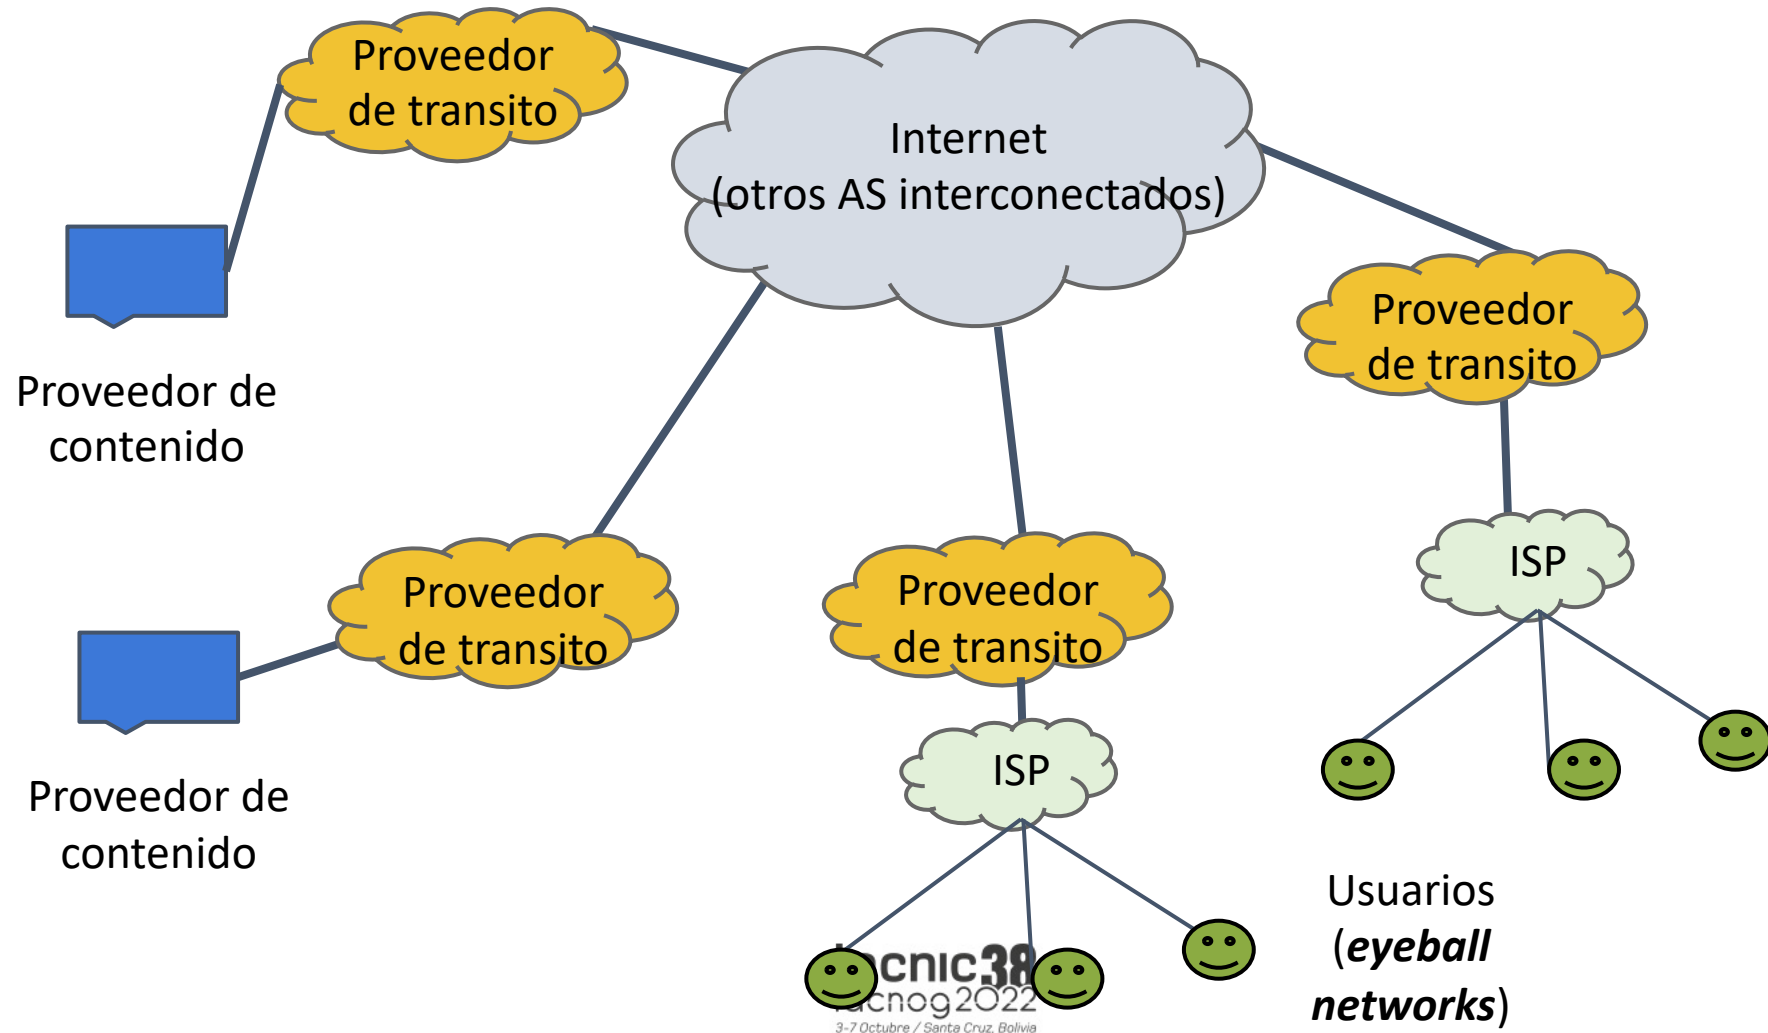 Proveedor
de transito
Internet
(otros AS interconectados)
Proveedor
de transito
Proveedor de
contenido
Proveedor
de transito
Proveedor
de transito
ISP
ISP
Proveedor de
contenido
Usuarios
(eyeball
networks)
lacnic38
lacnog2022
3-7 Octubre / Santa Cruz, Bolivia